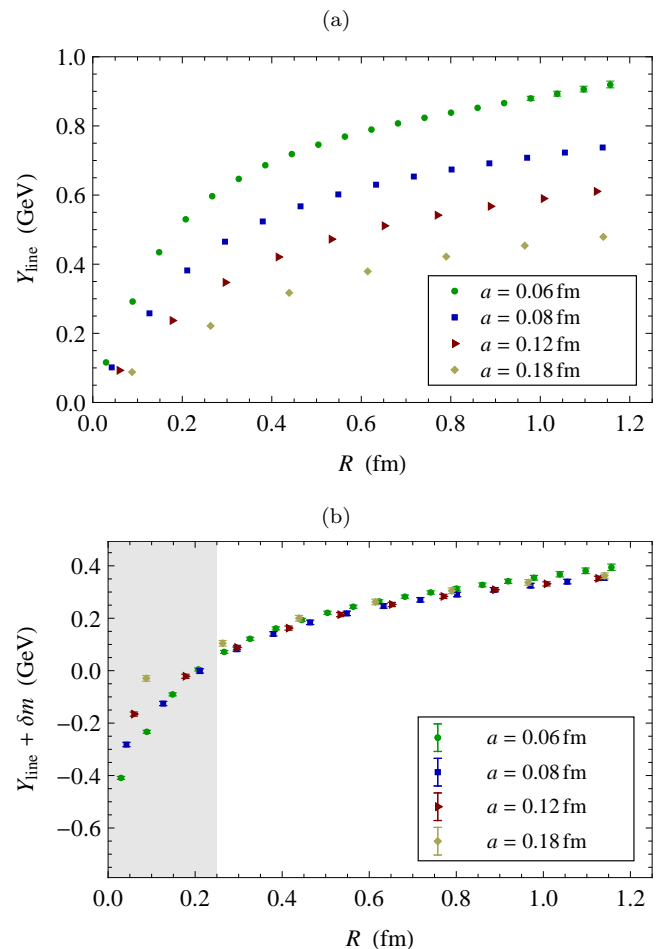 (a)
1.0
0.8
0.6
0.4
0.2
0.0
Y_line (GeV)
a = 0.06 fm
a = 0.08 fm
a = 0.12 fm
a = 0.18 fm
0.0 0.2 0.4 0.6 0.8 1.0 1.2
R (fm)
(b)
0.4
0.2
0.0
−0.2
−0.4
−0.6
Y_line + δm (GeV)
a = 0.06 fm
a = 0.08 fm
a = 0.12 fm
a = 0.18 fm
0.0 0.2 0.4 0.6 0.8 1.0 1.2
R (fm)